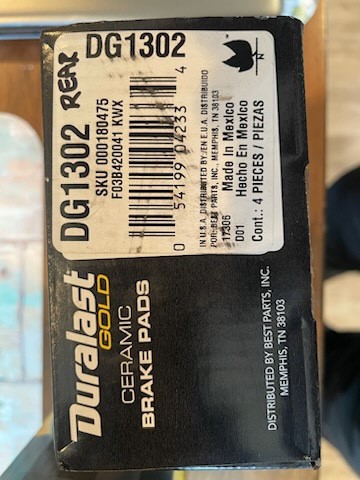 DG1302
DG1302
REAR
SKU 000180475
F03B420041 KWX
0 54199 04233 4
IN U.S.A. DISTRIBUTED BY./EN E.U.A. DISTRIBUIDO
POR: BEST PARTS, INC. MEMPHIS, TN 38103
Made In Mexico
17306
Hecho En Mexico
D01
Cont.: 4 PIECES / PIEZAS
N
Duralast
GOLD
CERAMIC
BRAKE PADS
DISTRIBUTED BY BEST PARTS, INC.
MEMPHIS, TN 38103